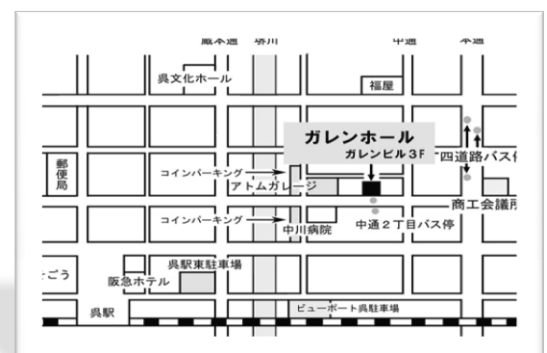 蔵本通 堺川 中通 本通
呉文化ホール
福屋
ガレンホール
ガレンビル3F
四道路バス停
郵便局
コインパーキング
アトムガレージ
商工会議所
コインパーキング
中川病院
中通2丁目バス停
そごう
呉駅東駐車場
阪急ホテル
呉駅
ビューポート呉駐車場